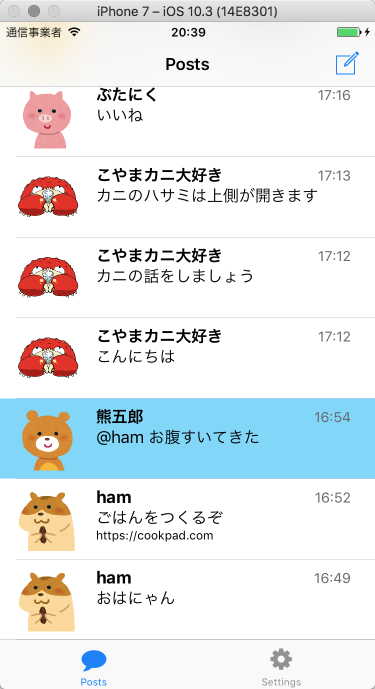 iPhone 7 – iOS 10.3 (14E8301)
通信事業者 20:39
Posts
ぶたにく 17:16
いいね
こやまカニ大好き 17:13
カニのハサミは上側が開きます
こやまカニ大好き 17:12
カニの話をしましょう
こやまカニ大好き 17:12
こんにちは
熊五郎 16:54
@ham お腹すいてきた
ham 16:52
ごはんをつくるぞ
https://cookpad.com
ham 16:49
おはにゃん
Posts Settings